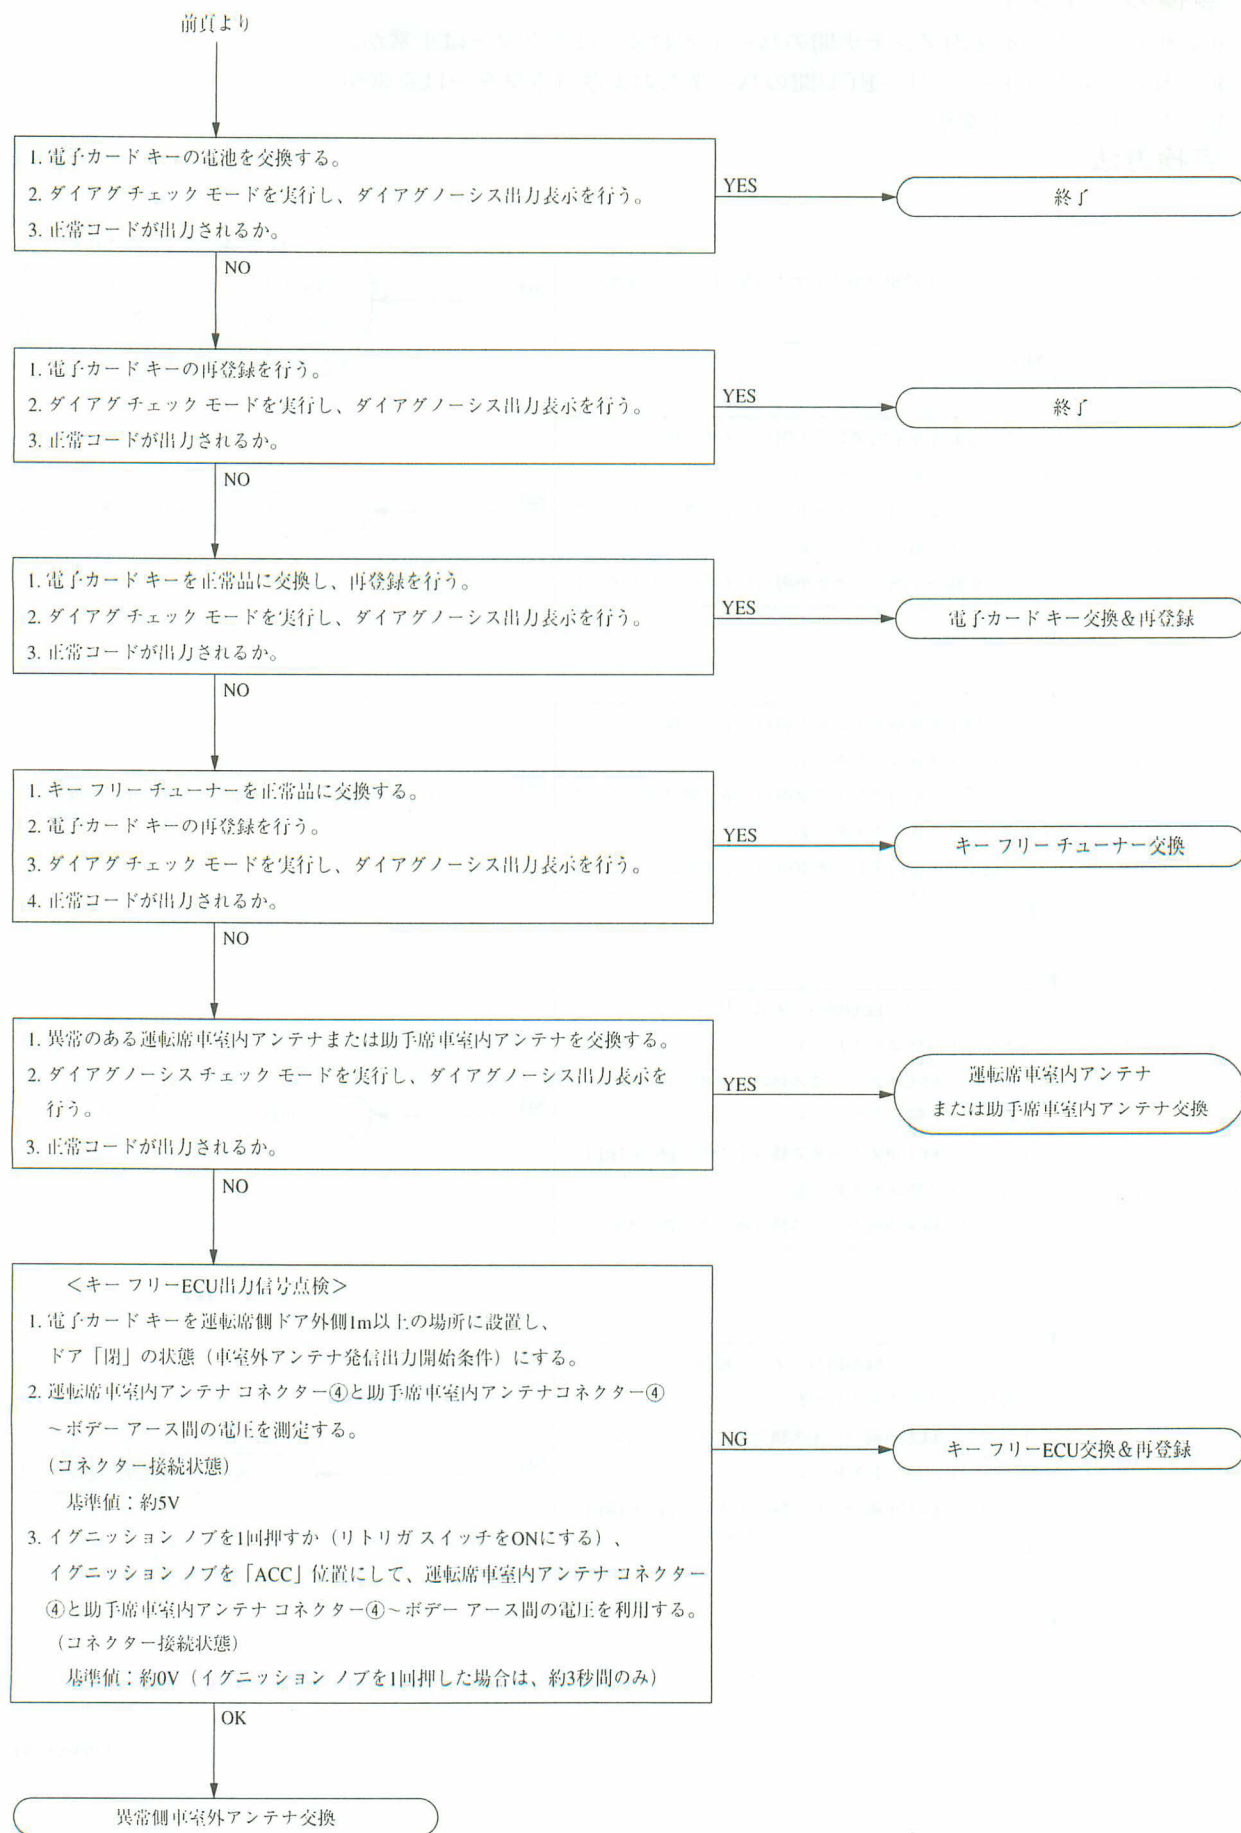 前頁より
1. 電子カード キーの電池を交換する。
2. ダイアグ チェック モードを実行し、ダイアグノーシス出力表示を行う。
3. 正常コードが出力されるか。
YES
終了
NO
1. 電子カード キーの再登録を行う。
2. ダイアグ チェック モードを実行し、ダイアグノーシス出力表示を行う。
3. 正常コードが出力されるか。
YES
終了
NO
1. 電子カード キーを正常品に交換し、再登録を行う。
2. ダイアグ チェック モードを実行し、ダイアグノーシス出力表示を行う。
3. 正常コードが出力されるか。
YES
電子カード キー交換&再登録
NO
1. キー フリー チューナーを正常品に交換する。
2. 電子カード キーの再登録を行う。
3. ダイアグ チェック モードを実行し、ダイアグノーシス出力表示を行う。
4. 正常コードが出力されるか。
YES
キー フリー チューナー交換
NO
1. 異常のある運転席車室内アンテナまたは助手席車室内アンテナを交換する。
2. ダイアグノーシス チェック モードを実行し、ダイアグノーシス出力表示を
行う。
3. 正常コードが出力されるか。
YES
運転席車室内アンテナ
または助手席車室内アンテナ交換
NO
＜キー フリーECU出力信号点検＞
1. 電子カード キーを運転席側ドア外側1m以上の場所に設置し、
ドア「閉」の状態（車室外アンテナ発信出力開始条件）にする。
2. 運転席車室内アンテナ コネクター④と助手席車室内アンテナコネクター④
～ボデー アース間の電圧を測定する。
（コネクター接続状態）
基準値：約5V
3. イグニッション ノブを1回押すか（リトリガ スイッチをONにする）、
イグニッション ノブを「ACC」位置にして、運転席車室内アンテナ コネクター
④と助手席車室内アンテナ コネクター④～ボデー アース間の電圧を利用する。
（コネクター接続状態）
基準値：約0V（イグニッション ノブを1回押した場合は、約3秒間のみ）
NG
キー フリーECU交換&再登録
OK
異常側車室外アンテナ交換